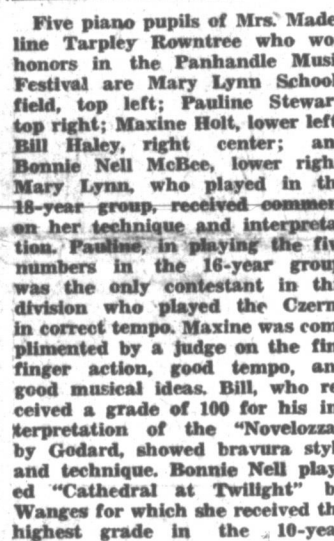 Five piano pupils of Mrs. Made
line Tarpley Rowntree who wo
honors in the Panhandle Musi
Festival are Mary Lynn School
field, top left; Pauline Stewar
top right; Maxine Holt, lower left
Bill Haley, right center; an
Bonnie Nell McBee, lower righ
Mary Lynn, who played in th
18-year group, received commen
on her technique and interpreta
tion. Pauline, in playing the fi
numbers in the 16-year group
was the only contestant in thi
division who played the Czern
in correct tempo. Maxine was com
plimented by a judge on the fin
finger action, good tempo, an
good musical ideas. Bill, who re
ceived a grade of 100 for his in
terpretation of the "Novelozza
by Godard, showed bravura styl
and technique. Bonnie Nell play
ed "Cathedral at Twilight" b
Wanges for which she received th
highest grade in the 10-yea